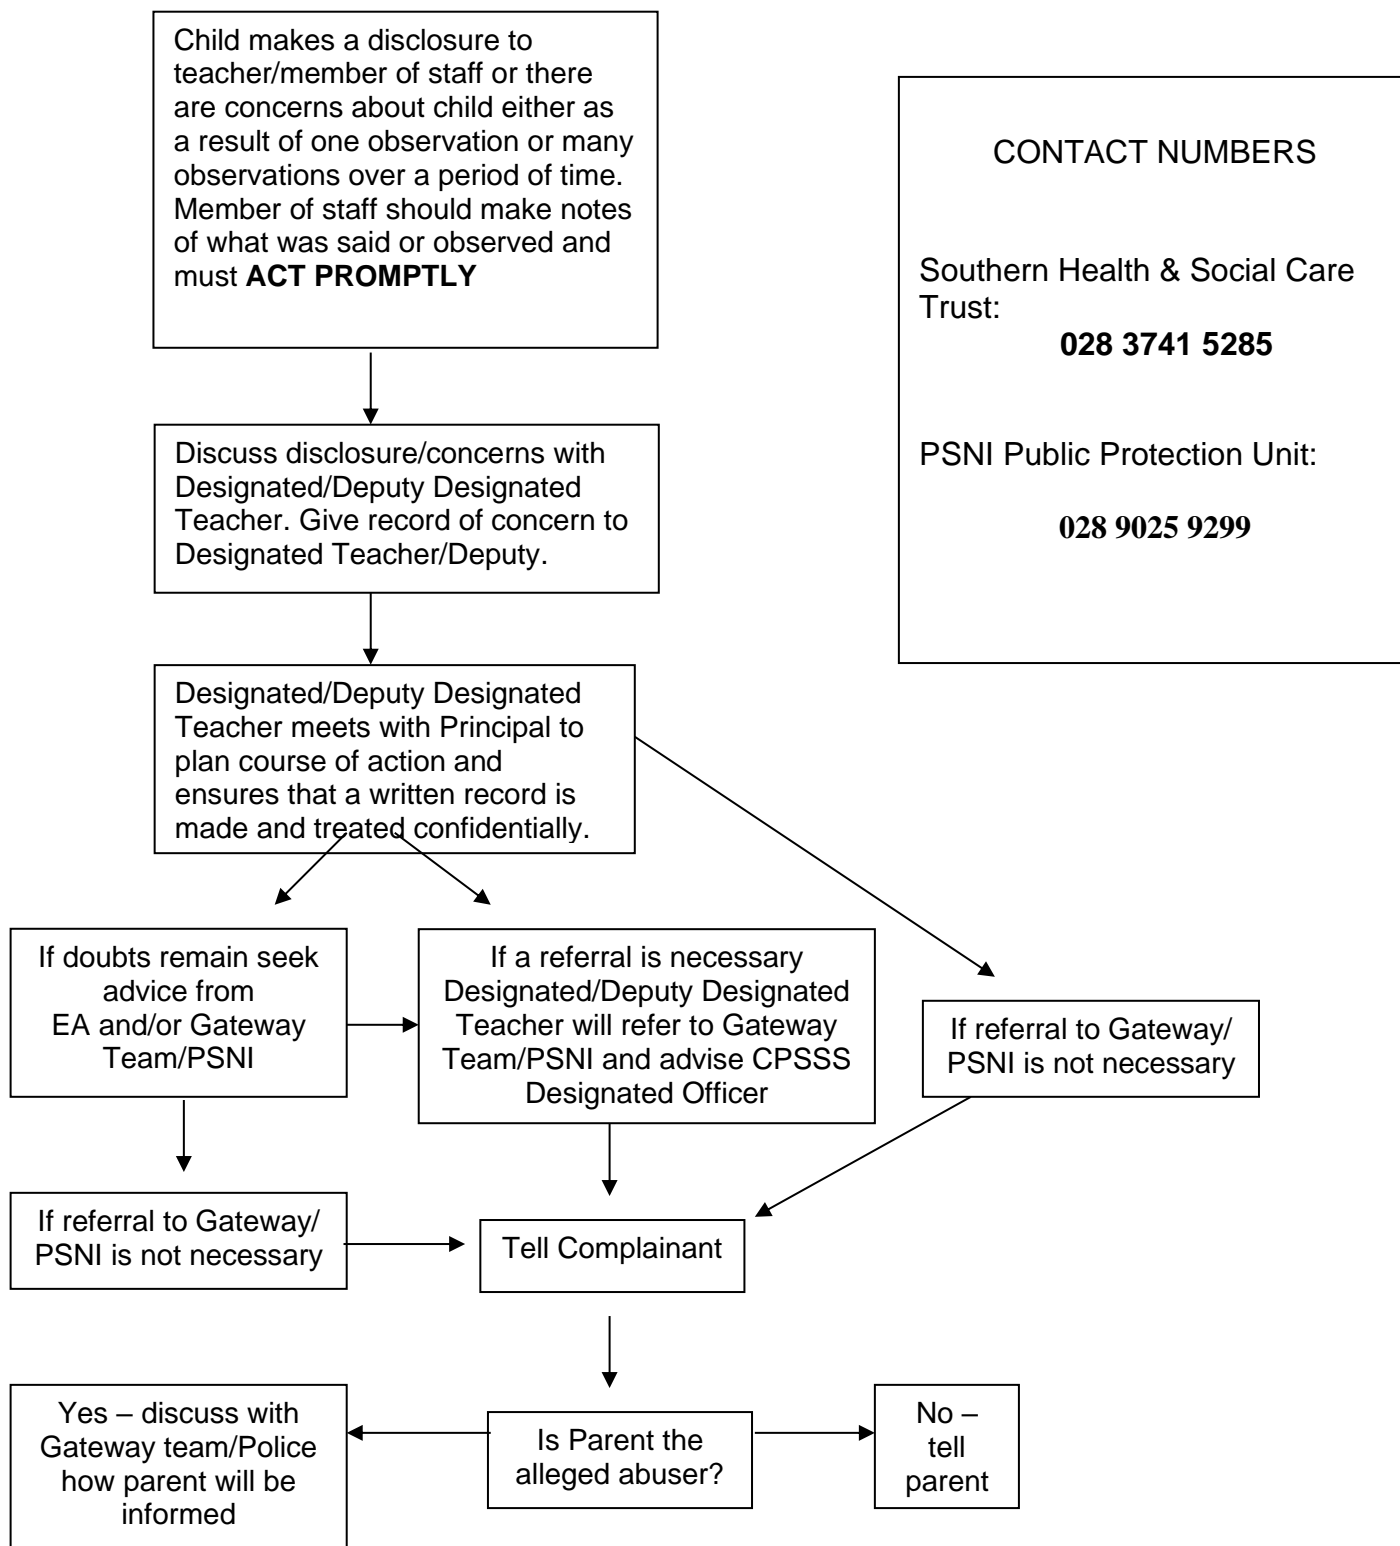 Child makes a disclosure to
teacher/member of staff or there
are concerns about child either as
a result of one observation or many
observations over a period of time.
Member of staff should make notes
of what was said or observed and
must ACT PROMPTLY
CONTACT NUMBERS
Southern Health & Social Care
Trust:
028 3741 5285
PSNI Public Protection Unit:
028 9025 9299
Discuss disclosure/concerns with
Designated/Deputy Designated
Teacher. Give record of concern to
Designated Teacher/Deputy.
Designated/Deputy Designated
Teacher meets with Principal to
plan course of action and
ensures that a written record is
made and treated confidentially.
If doubts remain seek
advice from
EA and/or Gateway
Team/PSNI
If a referral is necessary
Designated/Deputy Designated
Teacher will refer to Gateway
Team/PSNI and advise CPSSS
Designated Officer
If referral to Gateway/
PSNI is not necessary
If referral to Gateway/
PSNI is not necessary
Tell Complainant
Yes – discuss with
Gateway team/Police
how parent will be
informed
Is Parent the
alleged abuser?
No –
tell
parent